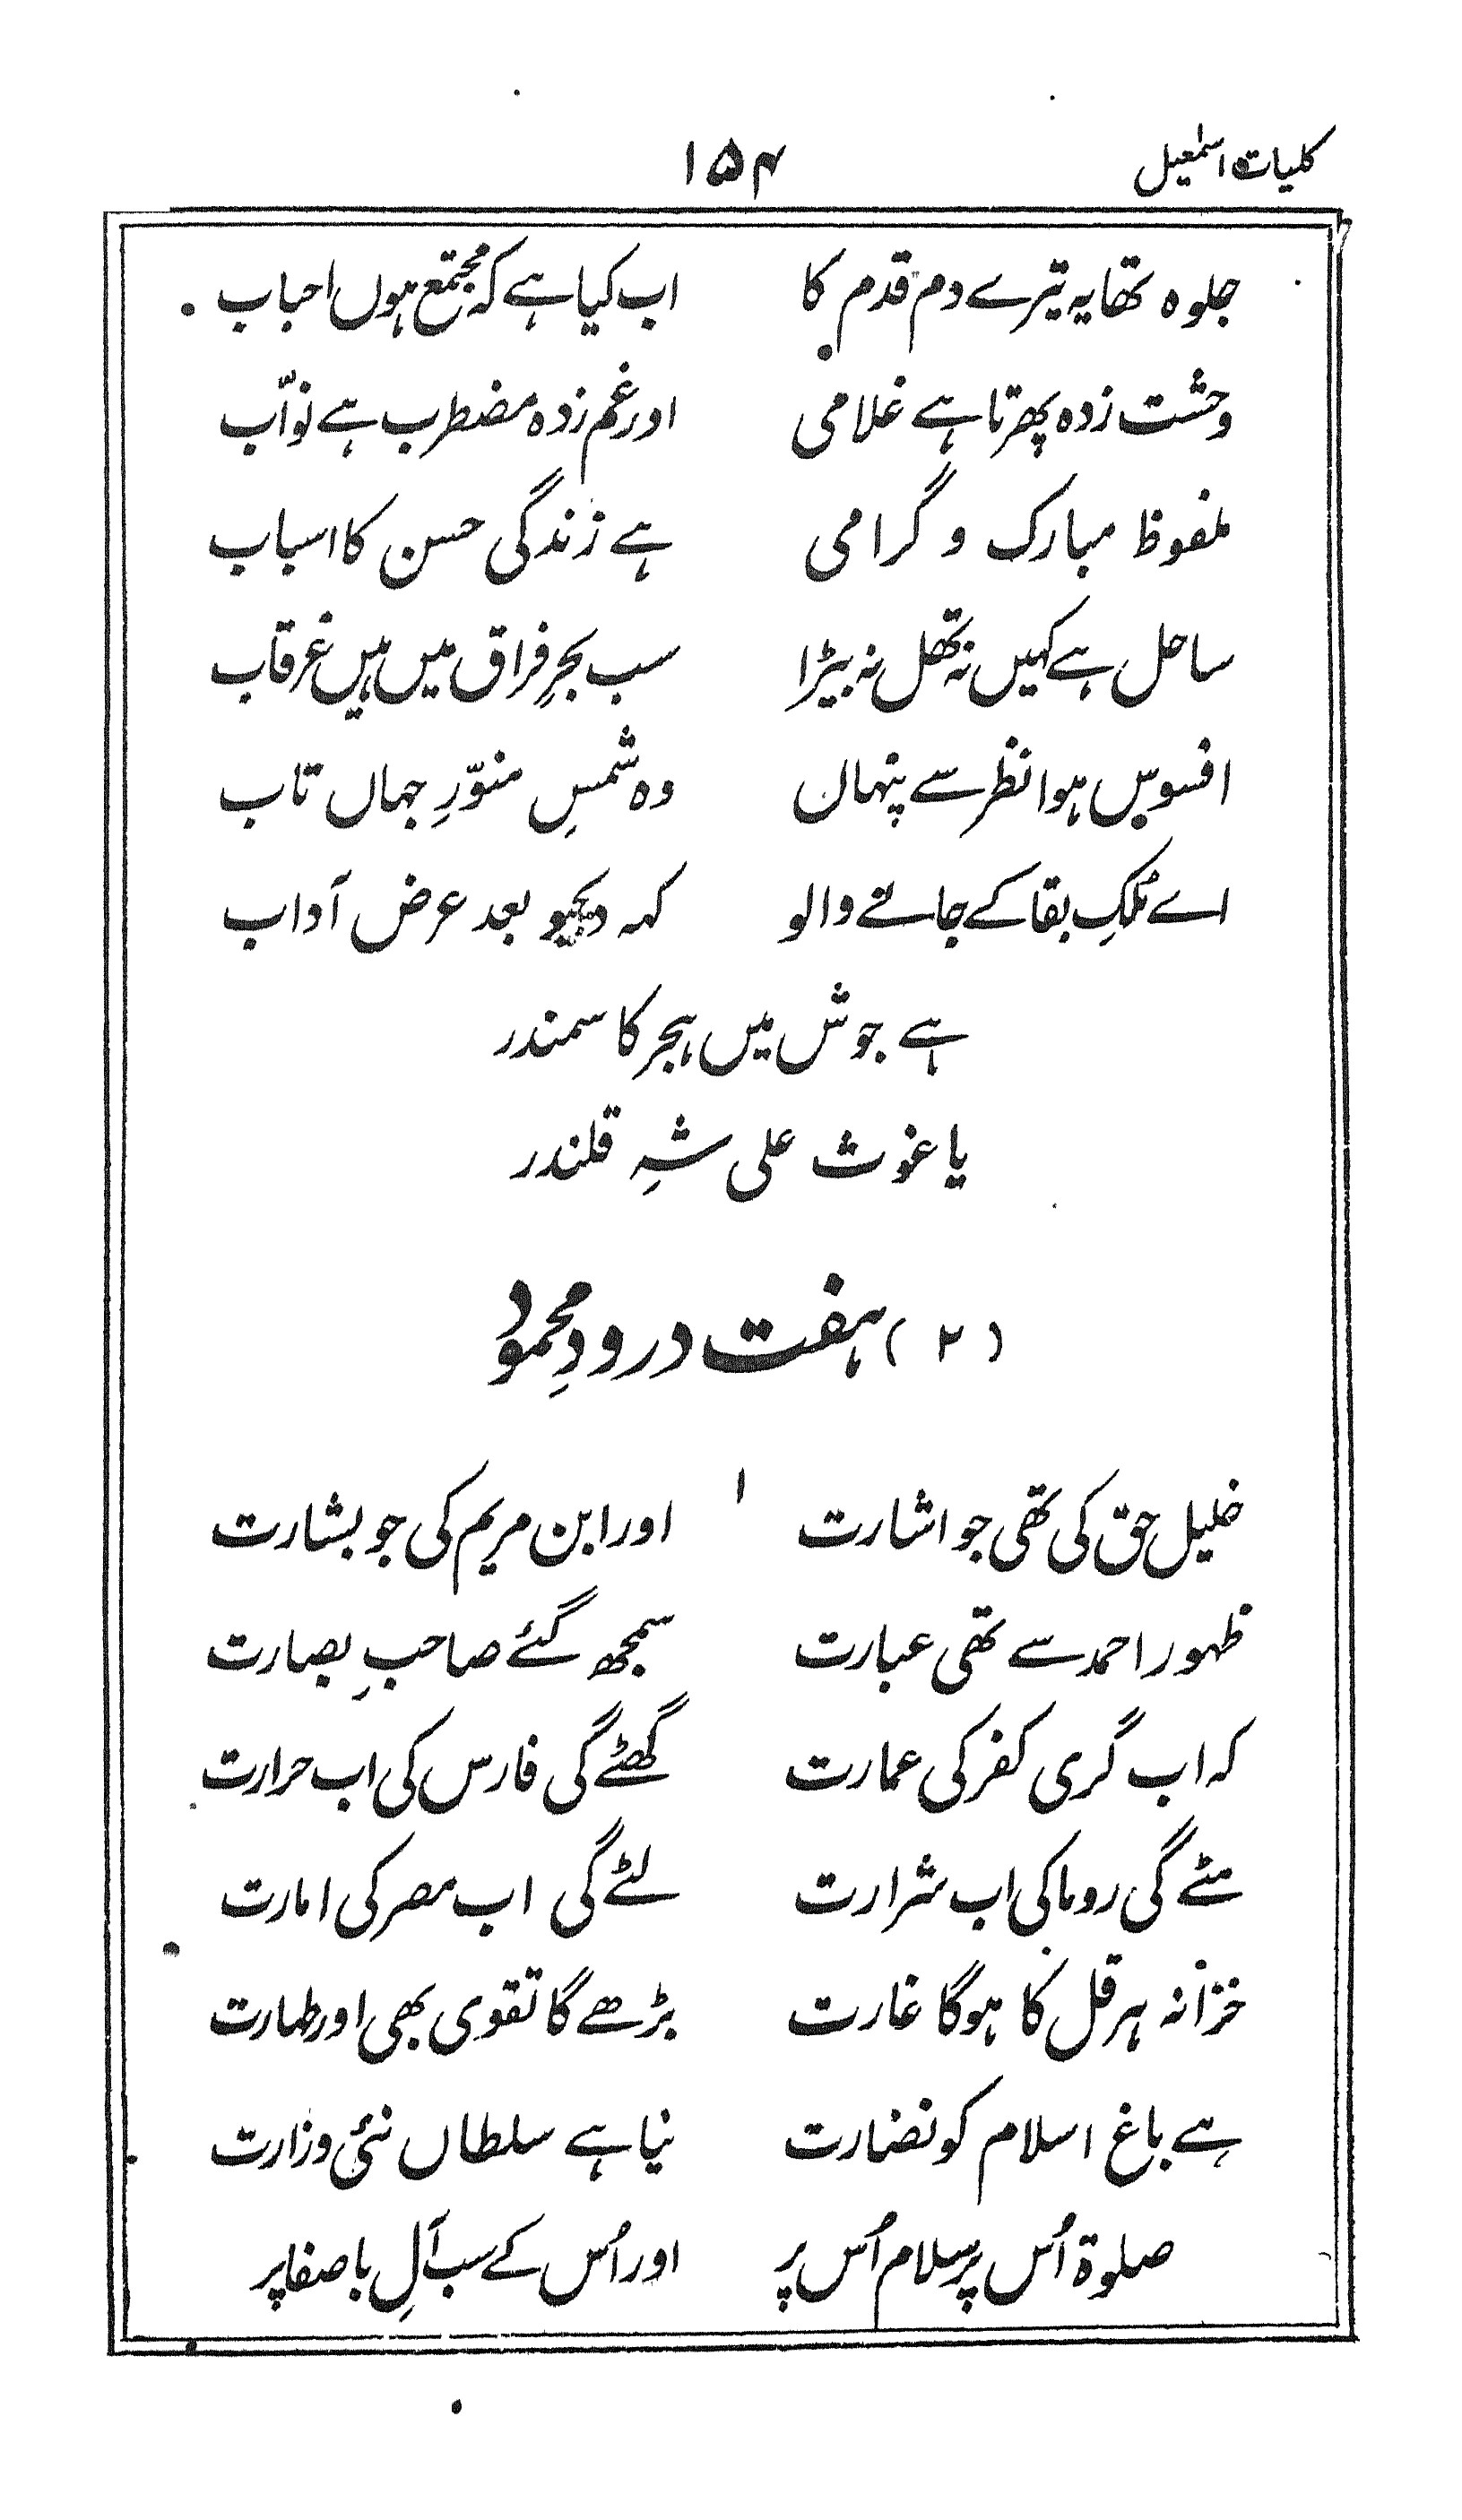 کلیات اسمٰعیل ۱۵۴
جلوہ تھا یہ تیرے دم قدم کا اب کیا ہے کہ مجتمع ہوں احباب
وحشت زدہ پھرتا ہے غلامی اور غم زدہ مضطرب ہے نوّاب
ملفوظ مبارک و گرامی ہے زندگی حسن کا اسباب
ساحل ہے کہیں نہ تھل نہ بیڑا سب بحرِ فراق میں ہیں غرقاب
افسوس ہوا نظر سے پنہاں وہ شمسِ منوّرِ جہاں تاب
اے ملکِ بقا کے جانے والو کہہ دیجیو بعد عرض آداب
ہے جوش میں ہجر کا سمندر
یا غوث علی شہِ قلندر
(۲) ہفت درودِ محمود
۱
خلیل حق کی تھی جو اشارت اور ابن مریم کی جو بشارت
ظہور احمد سے تھی عبارت سمجھ گئے صاحبِ بصارت
کہ اب گری کفر کی عمارت گھٹے گی فارس کی اب حرارت
مٹے گی روما کی اب شرارت لٹے گی اب مصر کی امارت
خزانہ ہرقل کا ہوگا غارت بڑھے گا تقوی بھی اور طہارت
ہے باغ اسلام کو نضارت نیا ہے سلطاں نئی وزارت
صلوۃ اُس پر سلام اُس پر اور اُس کے سب آلِ باصفا پر